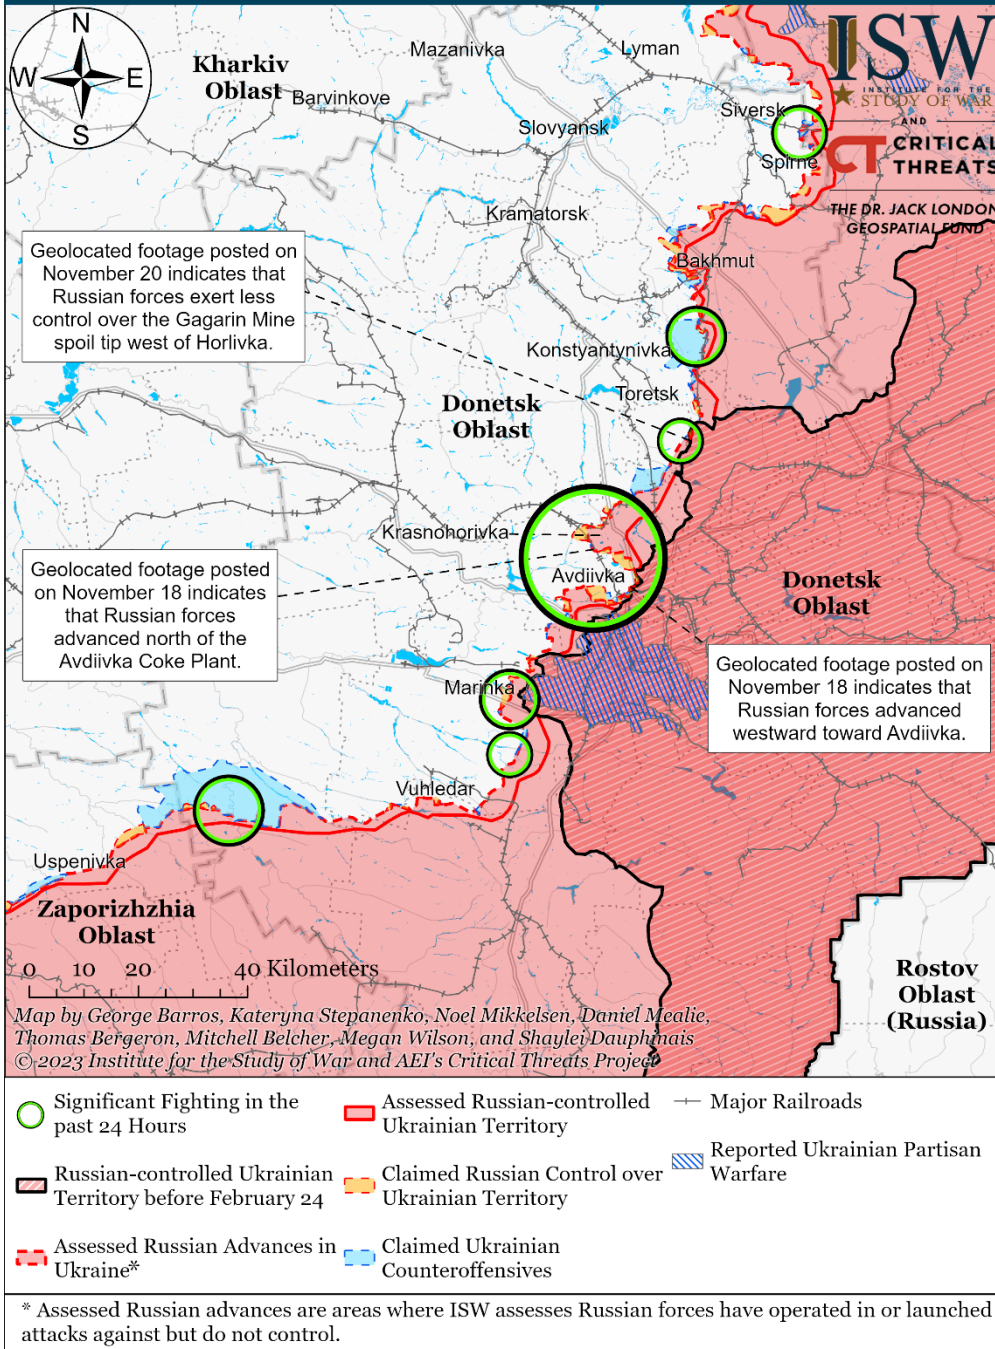 N
W
E
S
Kharkiv
Oblast
Mazanivka
Lyman
Barvinkove
Slovyansk
Siversk
Spirne
ISW
INSTITUTE FOR THE
STUDY OF WAR
AND
CT CRITICAL
THREATS
THE DR. JACK LONDON
GEOSPATIAL FUND
Kramatorsk
Bakhmut
Geolocated footage posted on
November 20 indicates that
Russian forces exert less
control over the Gagarin Mine
spoil tip west of Horlivka.
Konstyantynivka
Toretsk
Donetsk
Oblast
Krasnohorivka
Avdiivka
Geolocated footage posted
on November 18 indicates
that Russian forces
advanced north of the
Avdiivka Coke Plant.
Donetsk
Oblast
Geolocated footage posted on
November 18 indicates that
Russian forces advanced
westward toward Avdiivka.
Marinka
Vuhledar
Uspenivka
Zaporizhzhia
Oblast
Rostov
Oblast
(Russia)
0 10 20 40 Kilometers
Map by George Barros, Kateryna Stepanenko, Noel Mikkelsen, Daniel Mealie,
Thomas Bergeron, Mitchell Belcher, Megan Wilson, and Shaylei Dauphinais
© 2023 Institute for the Study of War and AEI's Critical Threats Project
Significant Fighting in the
past 24 Hours
Russian-controlled Ukrainian
Territory before February 24
Assessed Russian Advances in
Ukraine*
Assessed Russian-controlled
Ukrainian Territory
Claimed Russian Control over
Ukrainian Territory
Claimed Ukrainian
Counteroffensives
Major Railroads
Reported Ukrainian Partisan
Warfare
* Assessed Russian advances are areas where ISW assesses Russian forces have operated in or launched
attacks against but do not control.